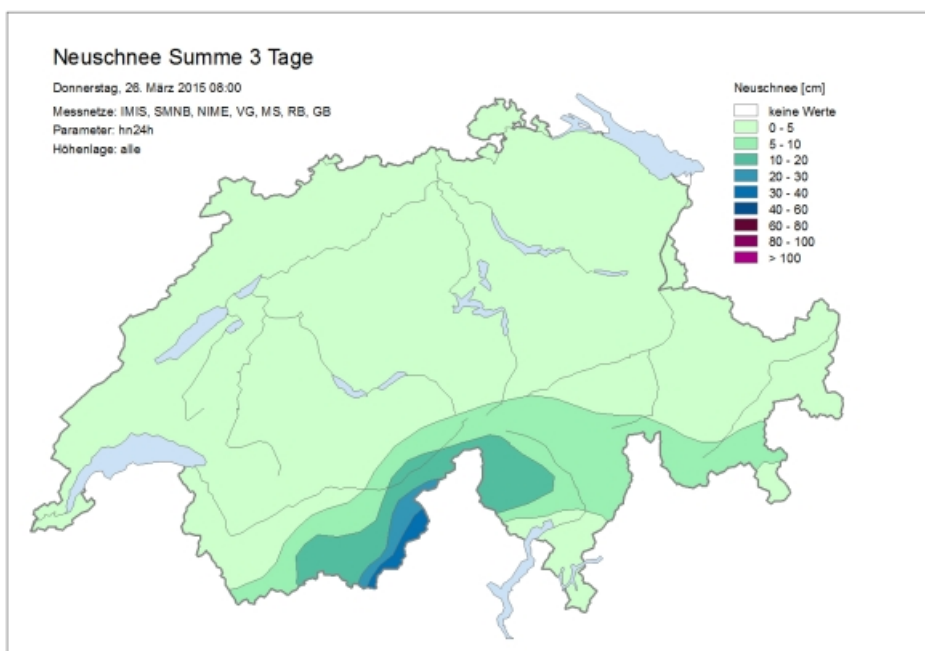 Neuschnee Summe 3 Tage
Donnerstag, 26. März 2015 08:00
Messnetze: IMIS, SMNB, NIME, VG, MS, RB, GB
Parameter: hn24h
Höhenlage: alle
Neuschnee [cm]
keine Werte
0 - 5
5 - 10
10 - 20
20 - 30
30 - 40
40 - 60
60 - 80
80 - 100
> 100